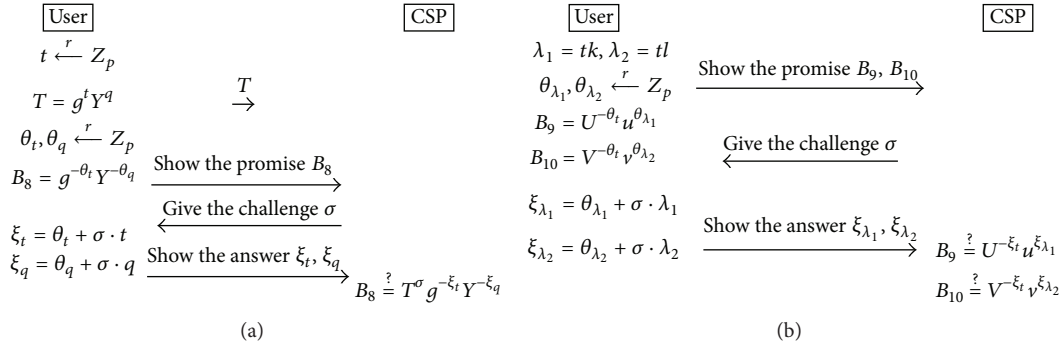 User
CSP
t ←r Z_p
T = g^t Y^q
T
θ_t, θ_q ←r Z_p
B_8 = g^{-θ_t} Y^{-θ_q}
Show the promise B_8
Give the challenge σ
ξ_t = θ_t + σ · t
ξ_q = θ_q + σ · q
Show the answer ξ_t, ξ_q
B_8 ≟ T^σ g^{-ξ_t} Y^{-ξ_q}
(a)
User
CSP
λ_1 = tk, λ_2 = tl
θ_{λ_1}, θ_{λ_2} ←r Z_p
Show the promise B_9, B_10
B_9 = U^{-θ_t} u^{θ_{λ_1}}
B_10 = V^{-θ_t} v^{θ_{λ_2}}
Give the challenge σ
ξ_{λ_1} = θ_{λ_1} + σ · λ_1
ξ_{λ_2} = θ_{λ_2} + σ · λ_2
Show the answer ξ_{λ_1}, ξ_{λ_2}
B_9 ≟ U^{-ξ_t} u^{ξ_{λ_1}}
B_10 ≟ V^{-ξ_t} v^{ξ_{λ_2}}
(b)